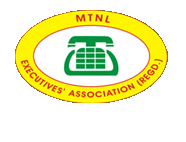 MTNL
EXECUTIVES' ASSOCIATION (REGD.)